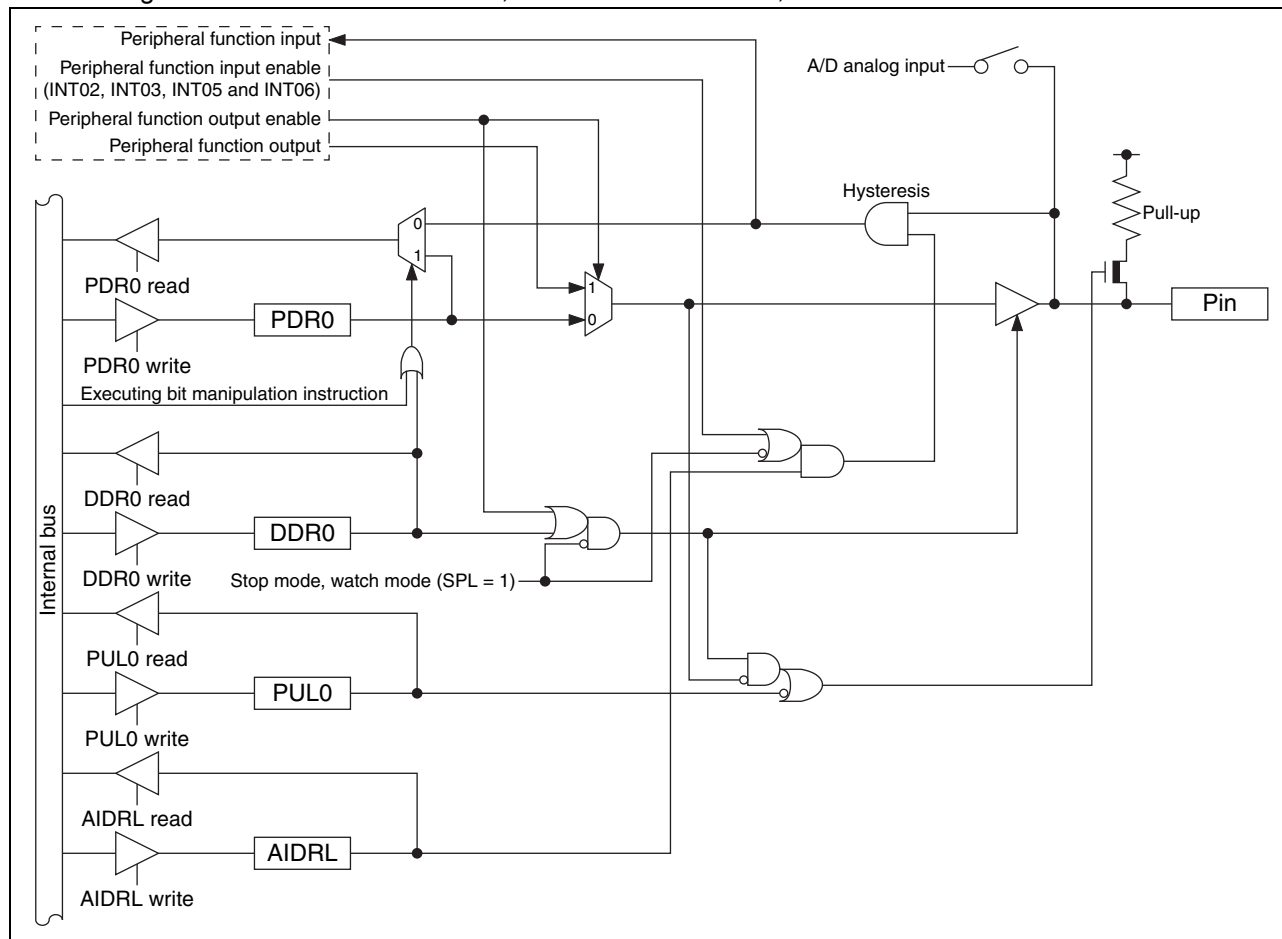 Peripheral function input
Peripheral function input enable
(INT02, INT03, INT05 and INT06)
Peripheral function output enable
Peripheral function output
A/D analog input
Hysteresis
Pull-up
0
1
PDR0 read
1
0
PDR0
Pin
PDR0 write
Executing bit manipulation instruction
DDR0 read
DDR0
DDR0 write
Stop mode, watch mode (SPL = 1)
Internal bus
PUL0 read
PUL0
PUL0 write
AIDRL read
AIDRL
AIDRL write